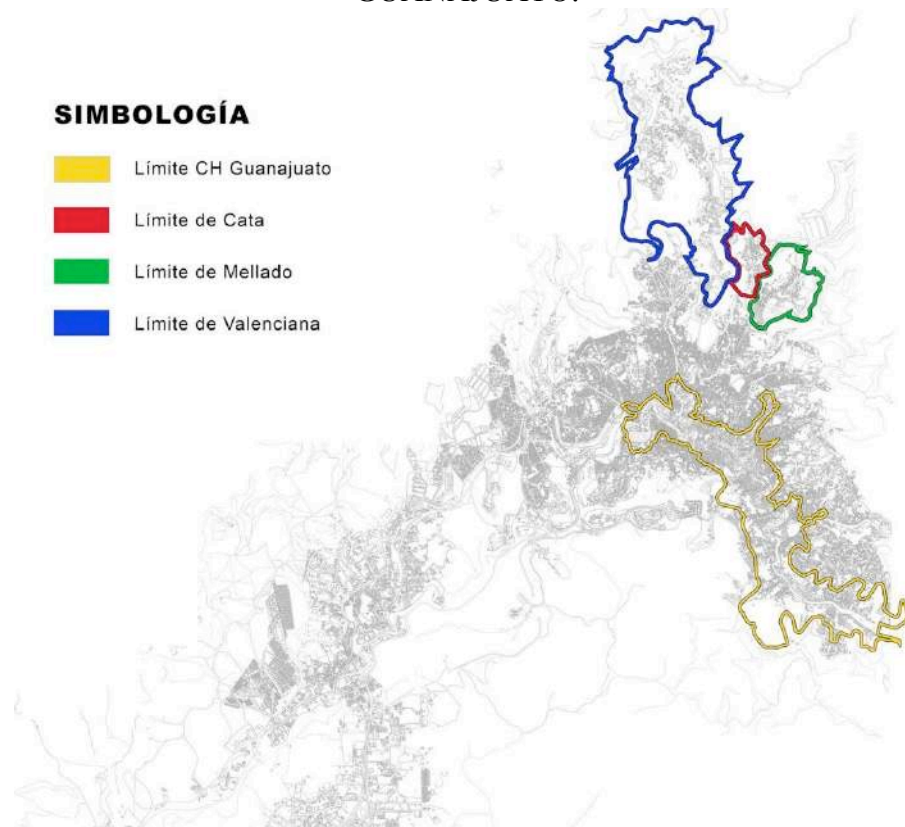 SIMBOLOGÍA
Límite CH Guanajuato
Límite de Cata
Límite de Mellado
Límite de Valenciana